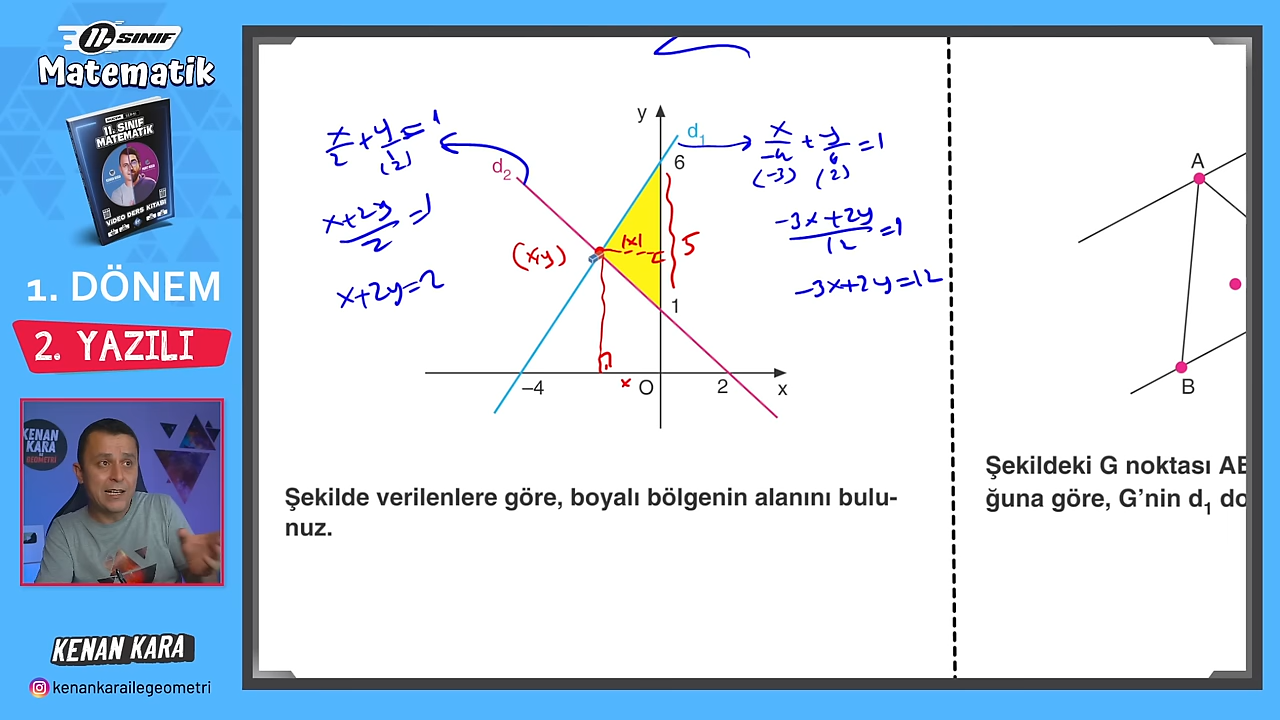 11. SINIF
Matematik
11. SINIF
MATEMATİK
VİDEO DERS KİTABI
1. DÖNEM
2. YAZILI
KENAN
KARA
GEOMETRİ
KENAN KARA
kenankarailegeometri
x/2 + y/1 = 1
(2)
x+2y/2 = 1
x+2y=2
y
d1
6
d2
(x,y)
|x|
5
1
-4
x
O
2
x
x/-4 + y/6 = 1
(-3) (2)
-3x+2y/12 = 1
-3x+2y=12
Şekilde verilenlere göre, boyalı bölgenin alanını bulu-
nuz.
A
B
Şekildeki G noktası
ğuna göre, G'nin d1